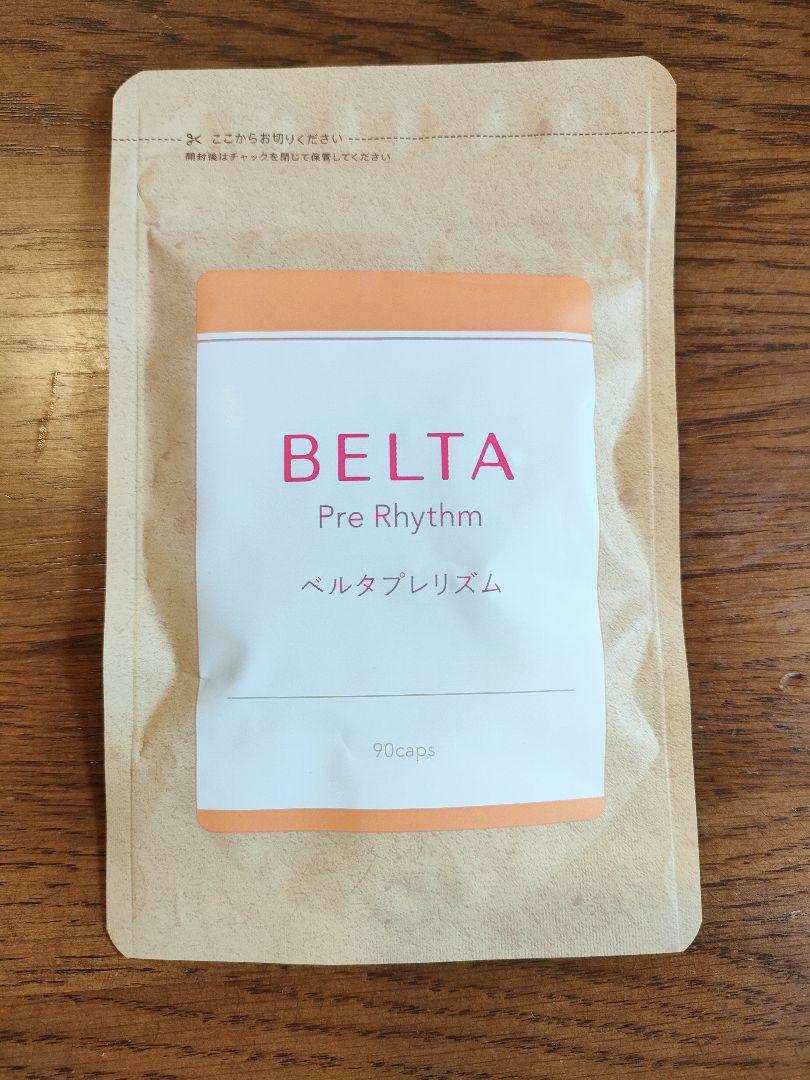 ここからお切りください
開封後はチャックを閉じて保管してください
BELTA
Pre Rhythm
ベルタプレリズム
90caps